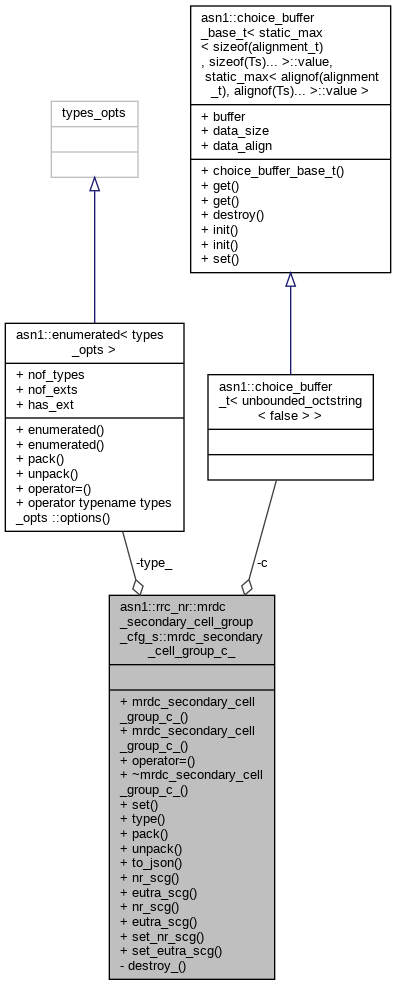 asn1::choice_buffer
_base_t< static_max
< sizeof(alignment_t)
, sizeof(Ts)... >::value,
static_max< alignof(alignment
_t), alignof(Ts)... >::value >
+ buffer
+ data_size
+ data_align
+ choice_buffer_base_t()
+ get()
+ get()
+ destroy()
+ init()
+ init()
+ set()
types_opts
asn1::enumerated< types
_opts >
+ nof_types
+ nof_exts
+ has_ext
+ enumerated()
+ enumerated()
+ pack()
+ unpack()
+ operator=()
+ operator typename types
_opts ::options()
asn1::choice_buffer
_t< unbounded_octstring
< false > >
-type_
-c
asn1::rrc_nr::mrdc
_secondary_cell_group
_cfg_s::mrdc_secondary
_cell_group_c_
+ mrdc_secondary_cell
_group_c_()
+ mrdc_secondary_cell
_group_c_()
+ operator=()
+ ~mrdc_secondary_cell
_group_c_()
+ set()
+ type()
+ pack()
+ unpack()
+ to_json()
+ nr_scg()
+ eutra_scg()
+ nr_scg()
+ eutra_scg()
+ set_nr_scg()
+ set_eutra_scg()
- destroy_()